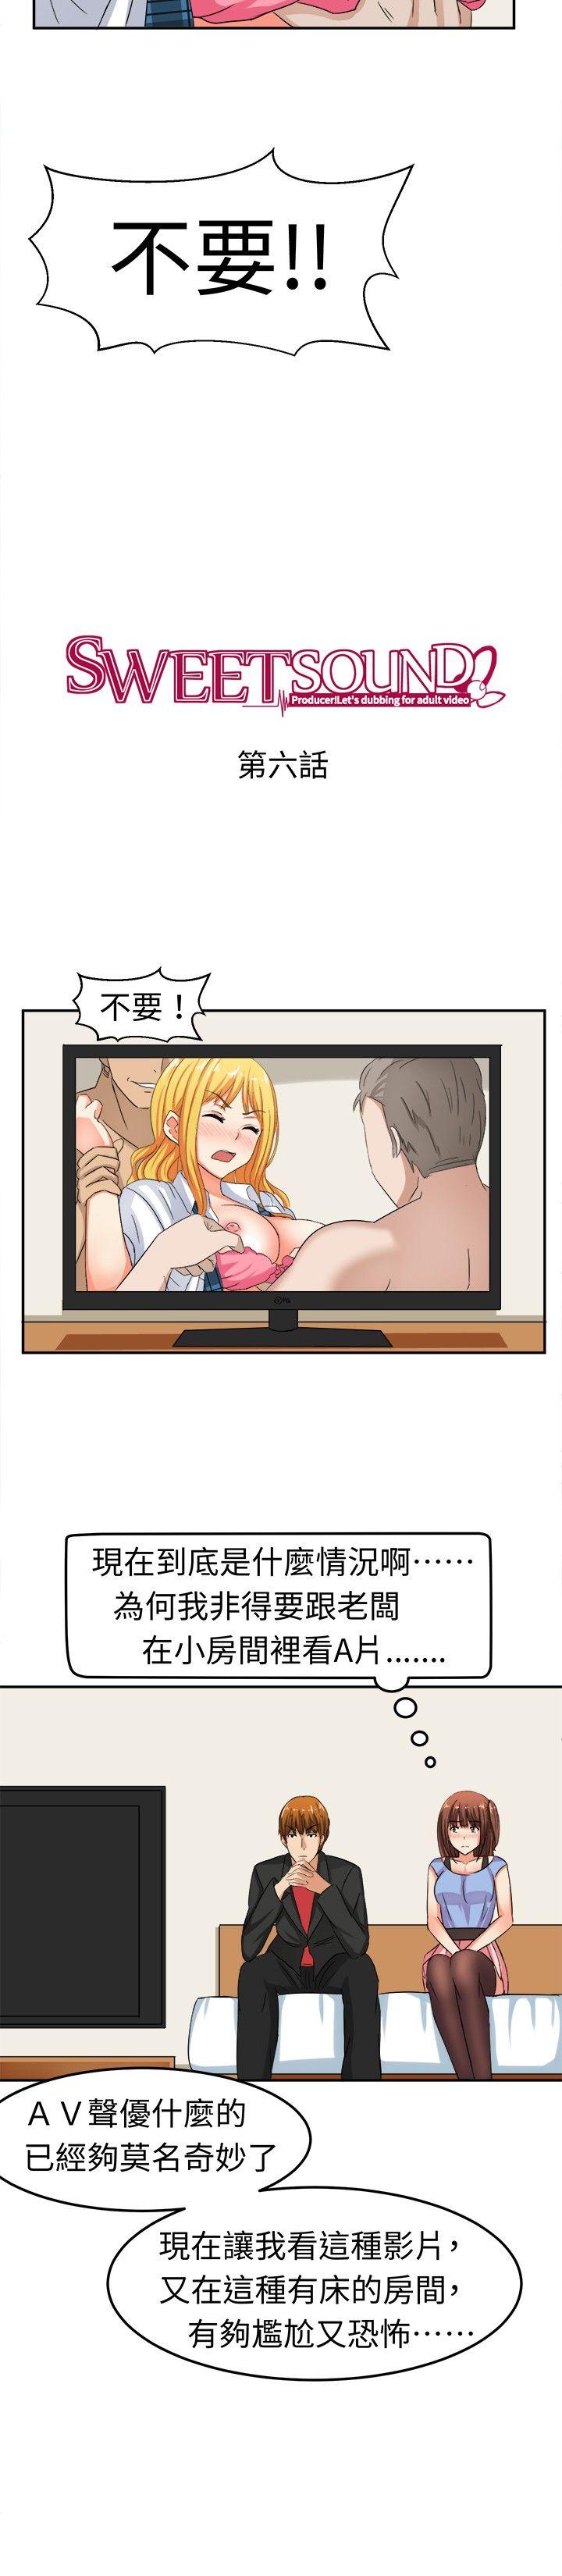 不要!!
SWEETSOUND
Producer!Let's dubbing for adult video
第六話
不要！
現在到底是什麼情況啊……
為何我非得要跟老闆
在小房間裡看A片.......
ＡＶ聲優什麼的
已經夠莫名奇妙了
現在讓我看這種影片，
又在這種有床的房間，
有夠尷尬又恐怖……